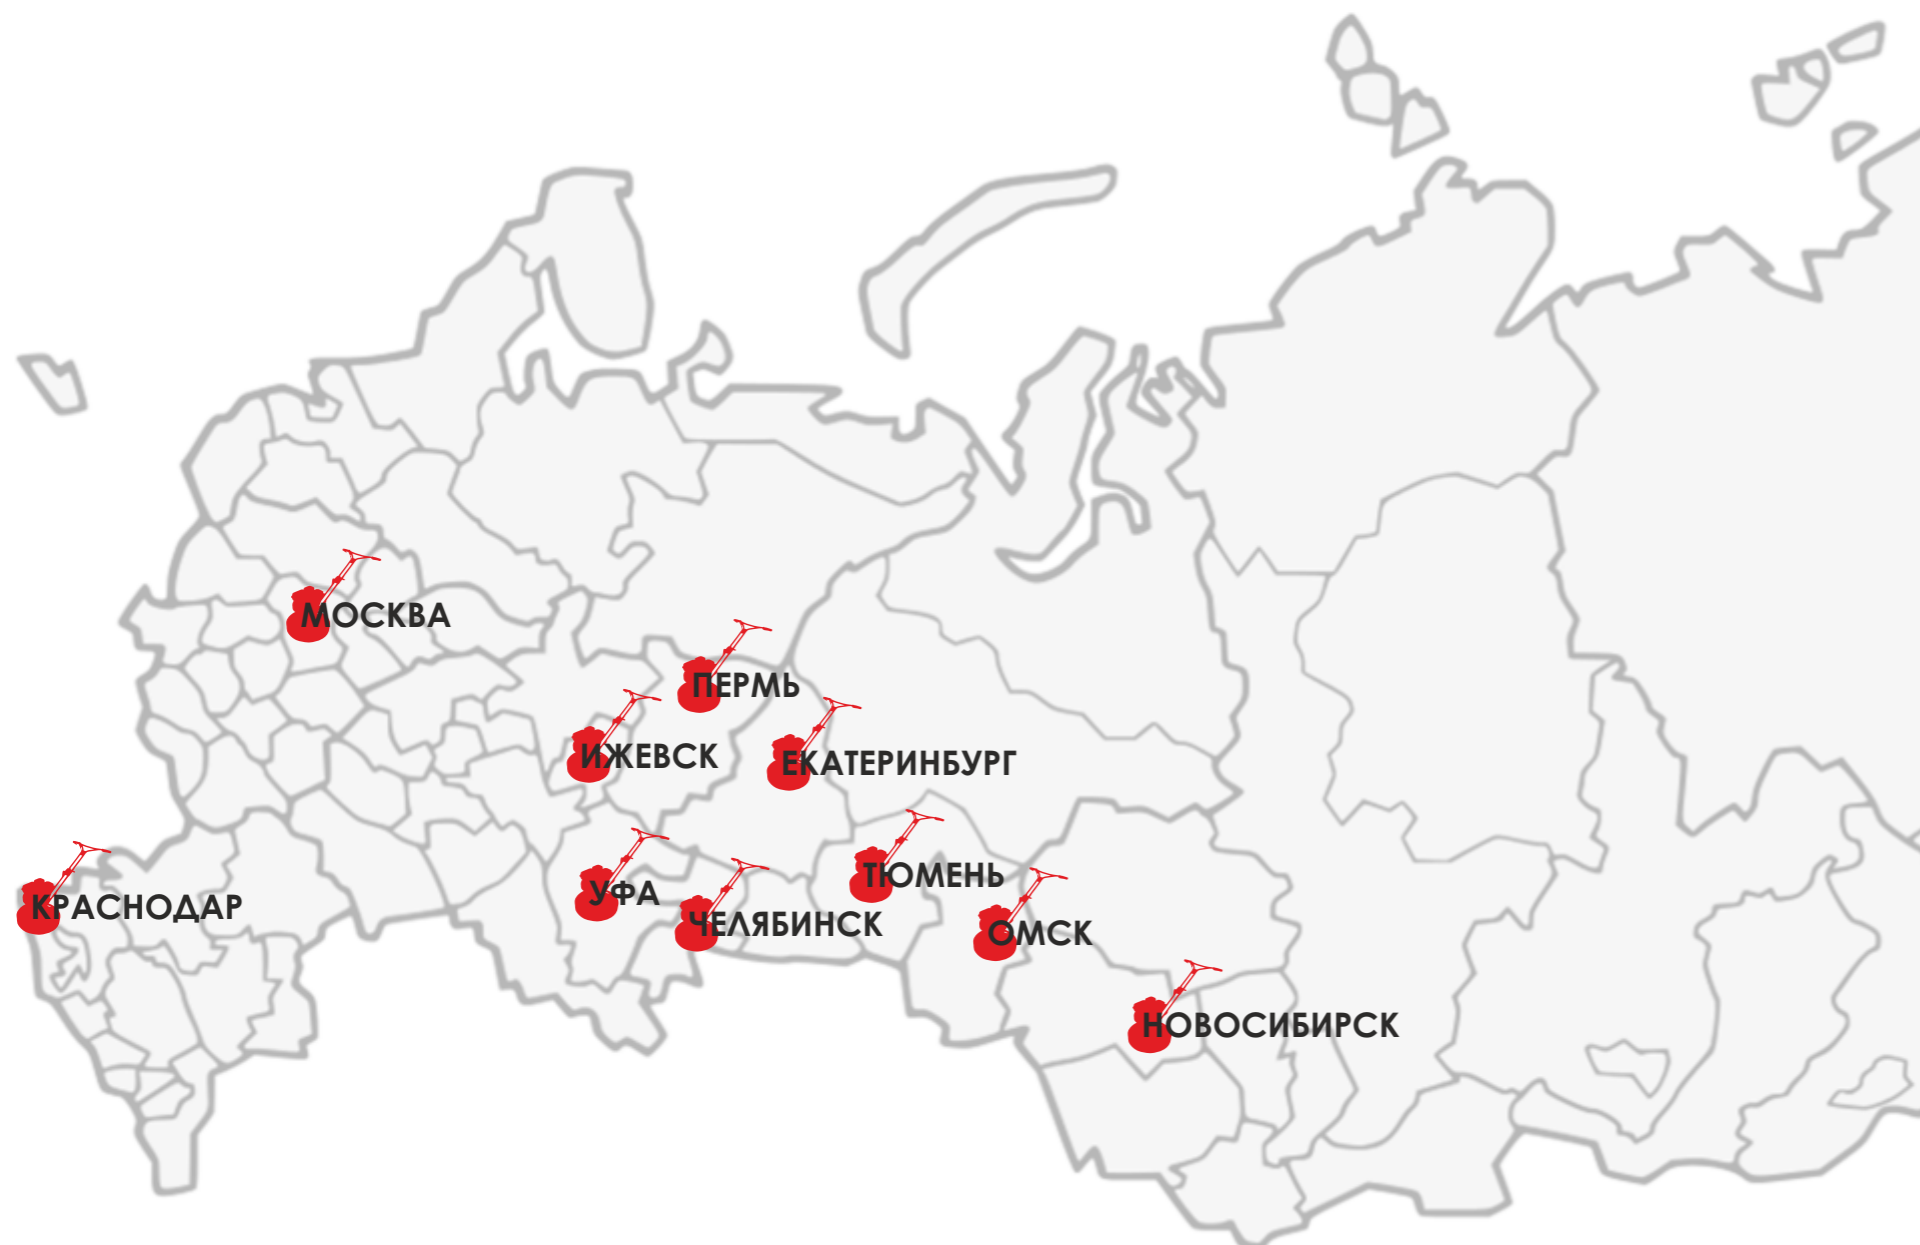 МОСКВА
ПЕРМЬ
ИЖЕВСК
ЕКАТЕРИНБУРГ
ТЮМЕНЬ
УФА
КРАСНОДАР
ЧЕЛЯБИНСК
ОМСК
НОВОСИБИРСК